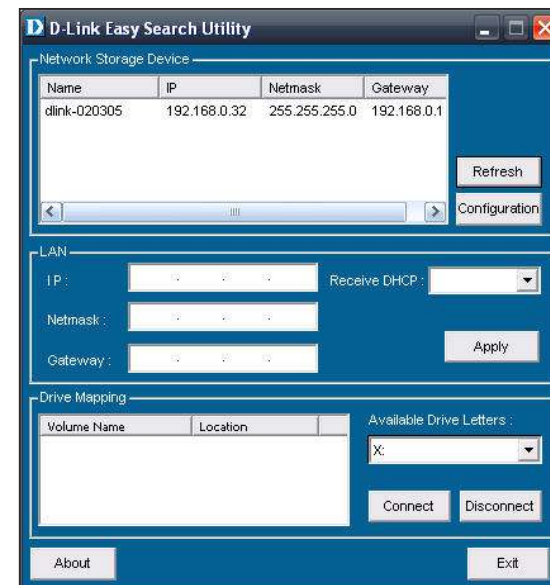 D D-Link Easy Search Utility
Network Storage Device
Name IP Netmask Gateway
dlink-020305 192.168.0.32 255.255.255.0 192.168.0.1
Refresh
Configuration
LAN
IP: . . . Receive DHCP :
Netmask : . . .
Gateway : . . .
Apply
Drive Mapping
Volume Name Location
Available Drive Letters :
X:
Connect Disconnect
About Exit